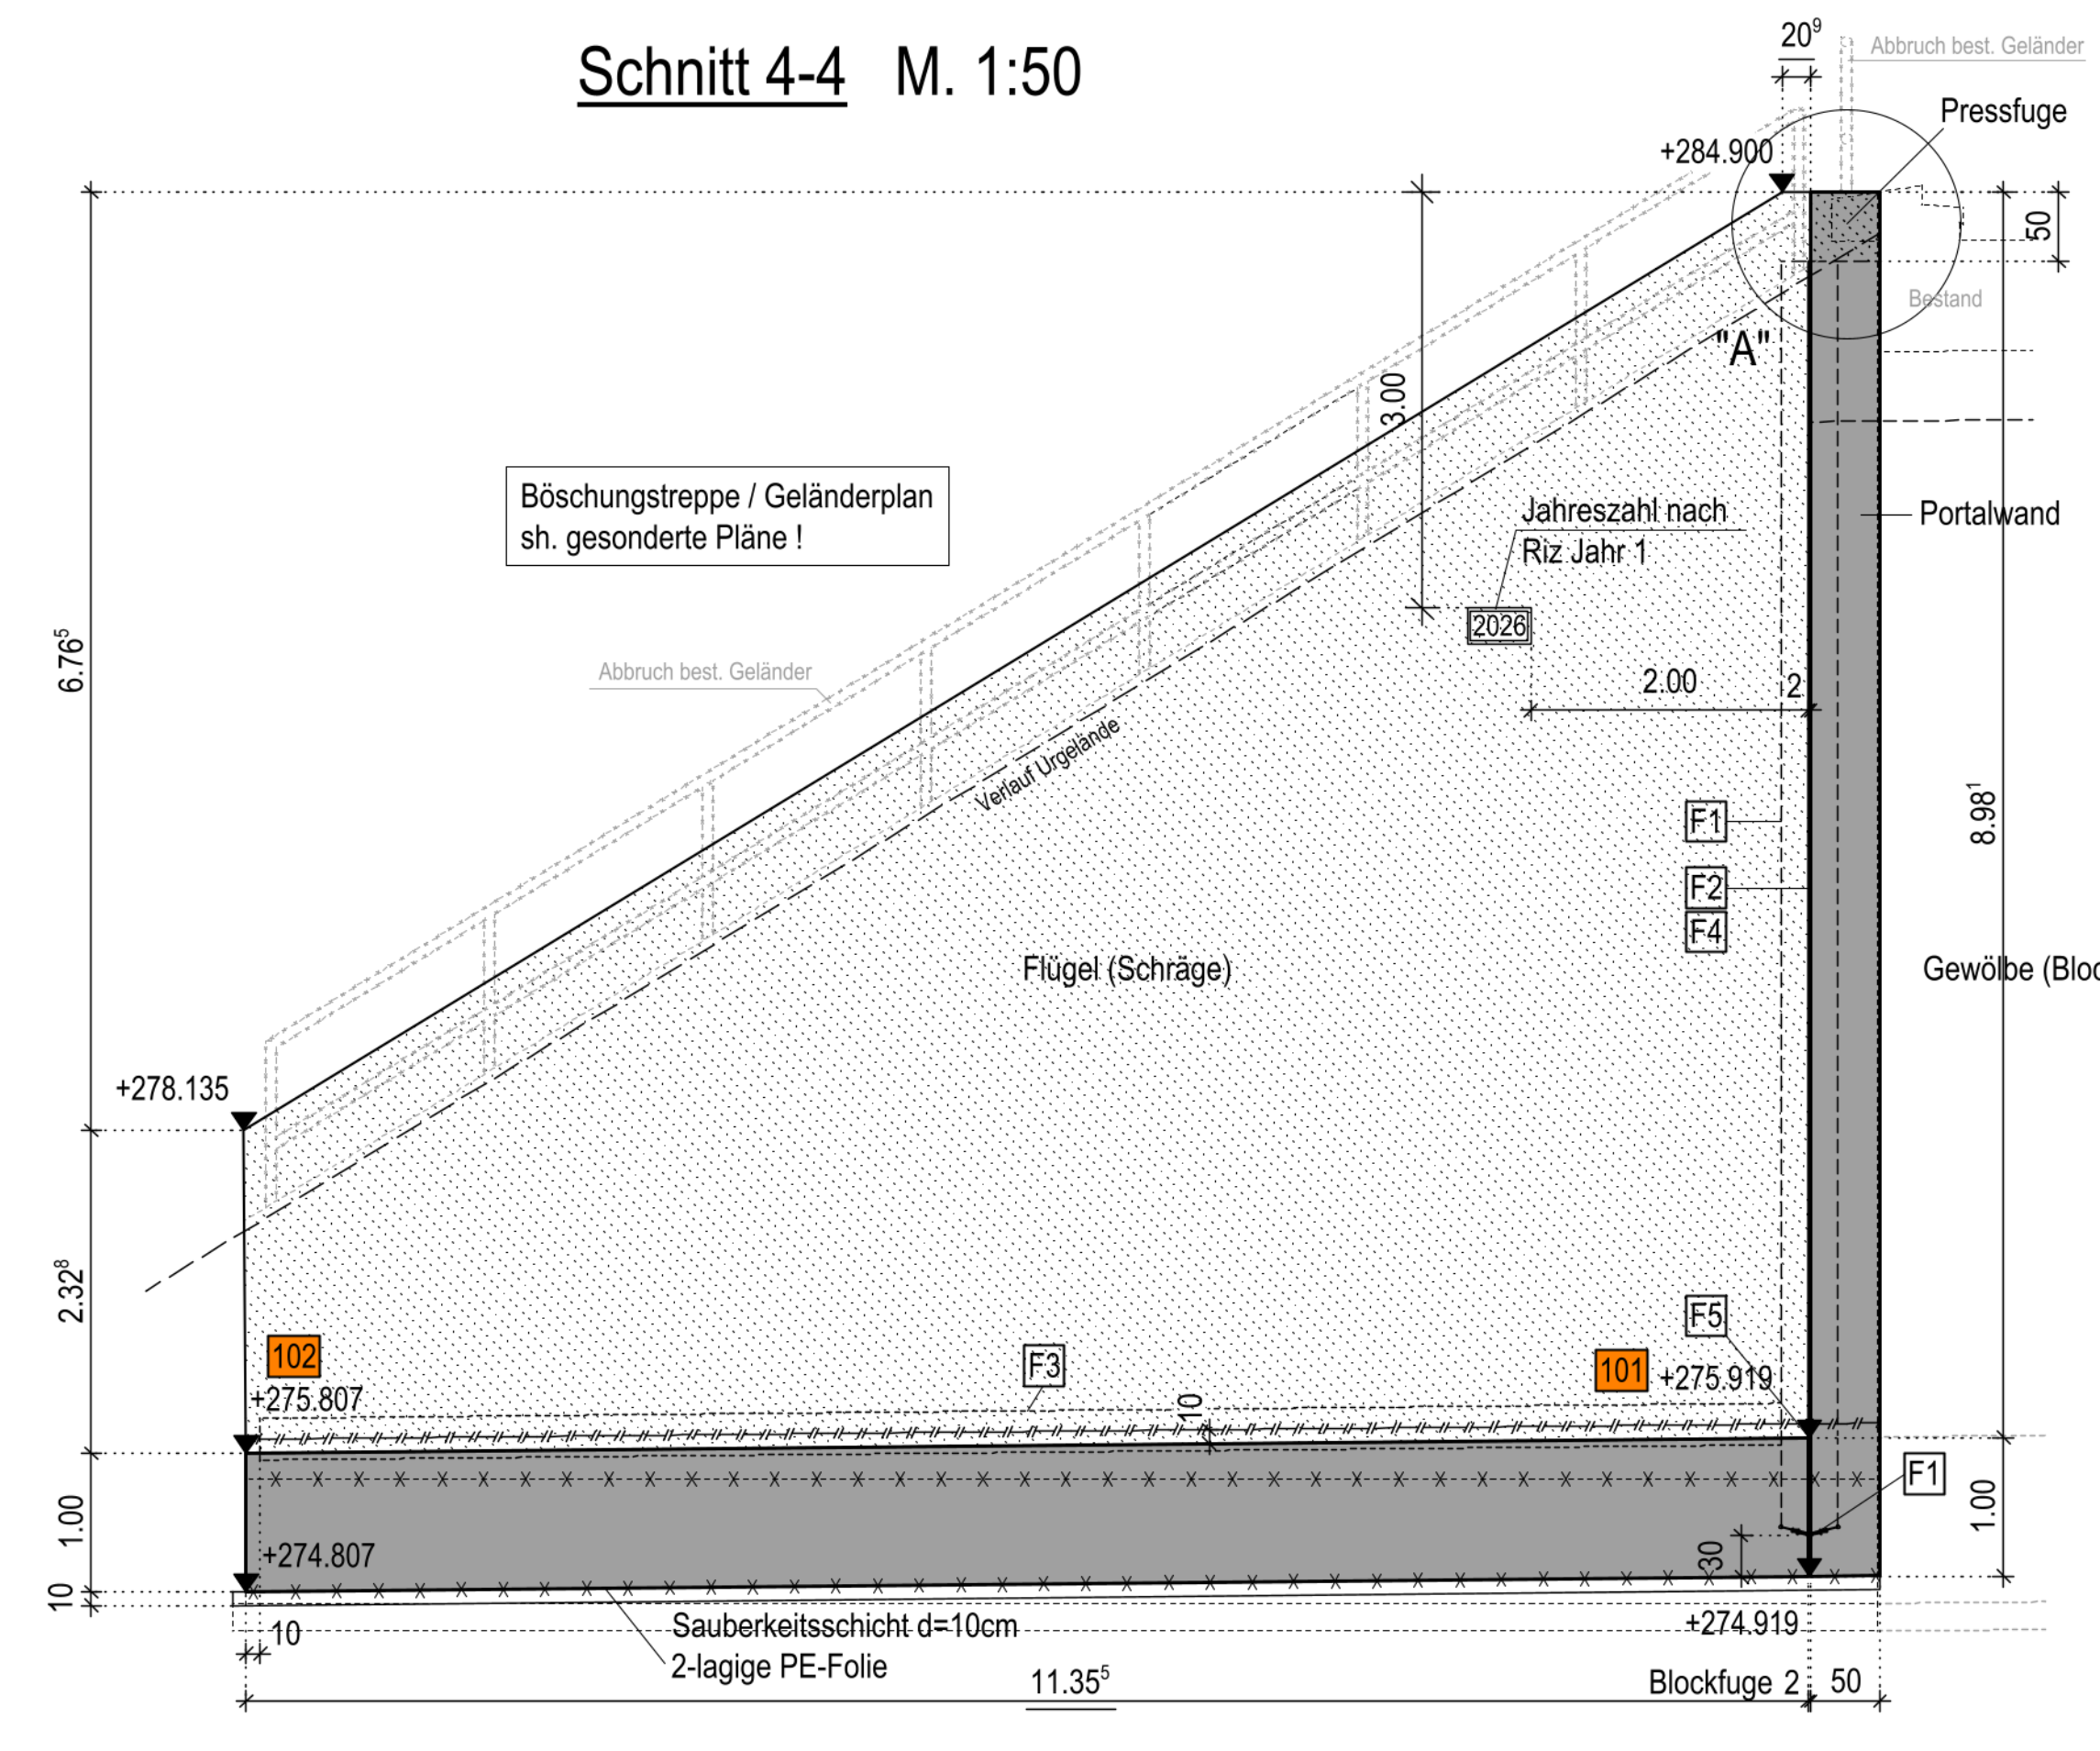 Schnitt 4-4 M. 1:50
20⁹
Abbruch best. Geländer
Pressfuge
+284.900
50
Bestand
"A"
3.00
Böschungstreppe / Geländerplan
sh. gesonderte Pläne !
Jahreszahl nach
Riz Jahr 1
Portalwand
2026
6.76⁵
Abbruch best. Geländer
2.00
2
Verlauf Urgelände
F1
8.98¹
F2
F4
Flügel (Schräge)
Gewölbe (Bloc
+278.135
2.32⁸
F5
102
F3
101
+275.919
+275.807
10
F1
1.00
1.00
+274.807
30
10
Sauberkeitsschicht d=10cm
+274.919
10
2-lagige PE-Folie
11.35⁵
Blockfuge 2
50